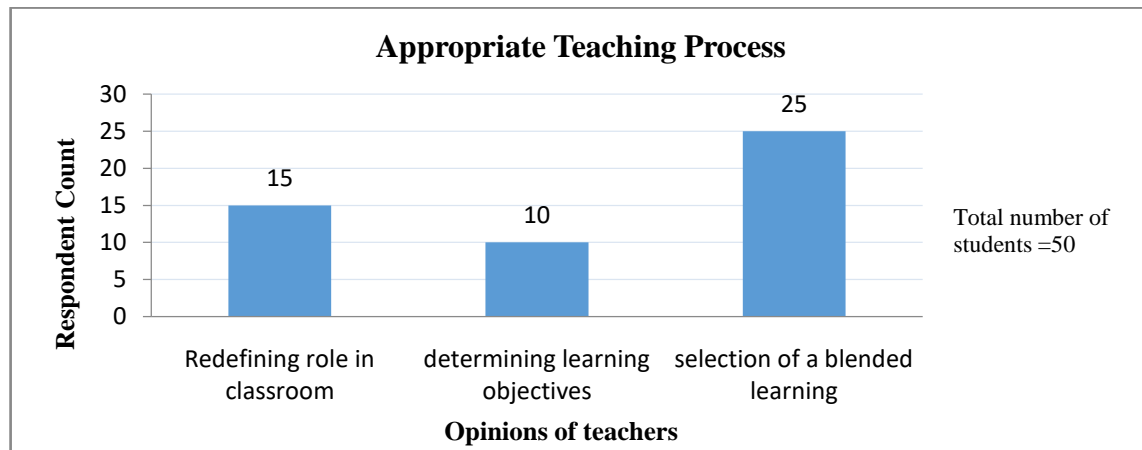 Appropriate Teaching Process
30
25
20
15
10
5
0
15
10
25
Respondent Count
Redefining role in
classroom
determining learning
objectives
selection of a blended
learning
Opinions of teachers
Total number of
students =50